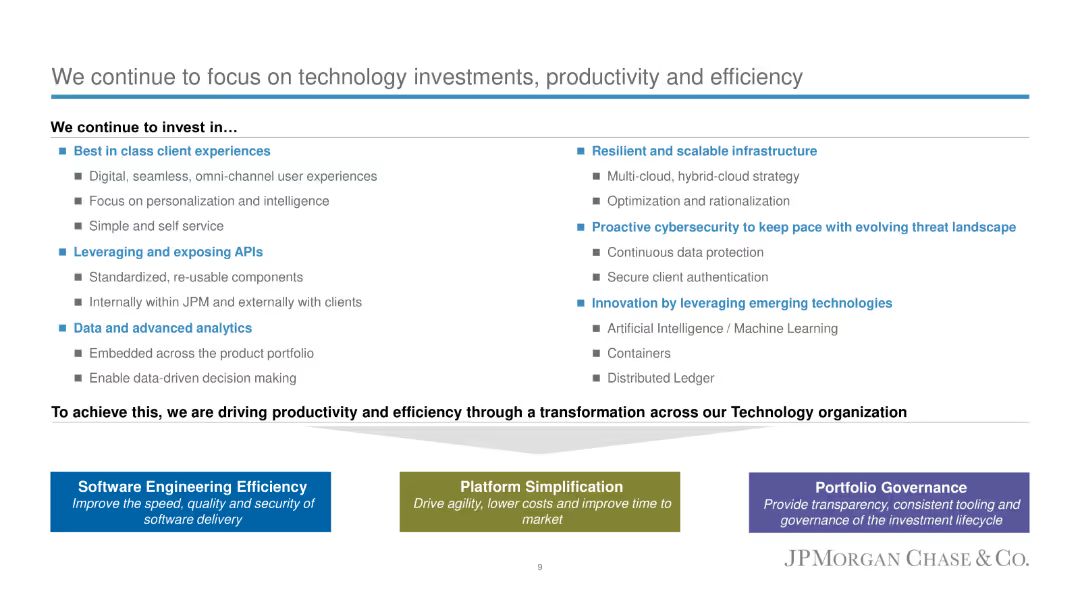 We continue to focus on technology investments, productivity and efficiency
We continue to invest in…
Best in class client experiences
Digital, seamless, omni-channel user experiences
Focus on personalization and intelligence
Simple and self service
Leveraging and exposing APIs
Standardized, re-usable components
Internally within JPM and externally with clients
Data and advanced analytics
Embedded across the product portfolio
Enable data-driven decision making
Resilient and scalable infrastructure
Multi-cloud, hybrid-cloud strategy
Optimization and rationalization
Proactive cybersecurity to keep pace with evolving threat landscape
Continuous data protection
Secure client authentication
Innovation by leveraging emerging technologies
Artificial Intelligence / Machine Learning
Containers
Distributed Ledger
To achieve this, we are driving productivity and efficiency through a transformation across our Technology organization
Software Engineering Efficiency
Improve the speed, quality and security of
software delivery
Platform Simplification
Drive agility, lower costs and improve time to
market
Portfolio Governance
Provide transparency, consistent tooling and
governance of the investment lifecycle
9
JPMORGAN CHASE & CO.